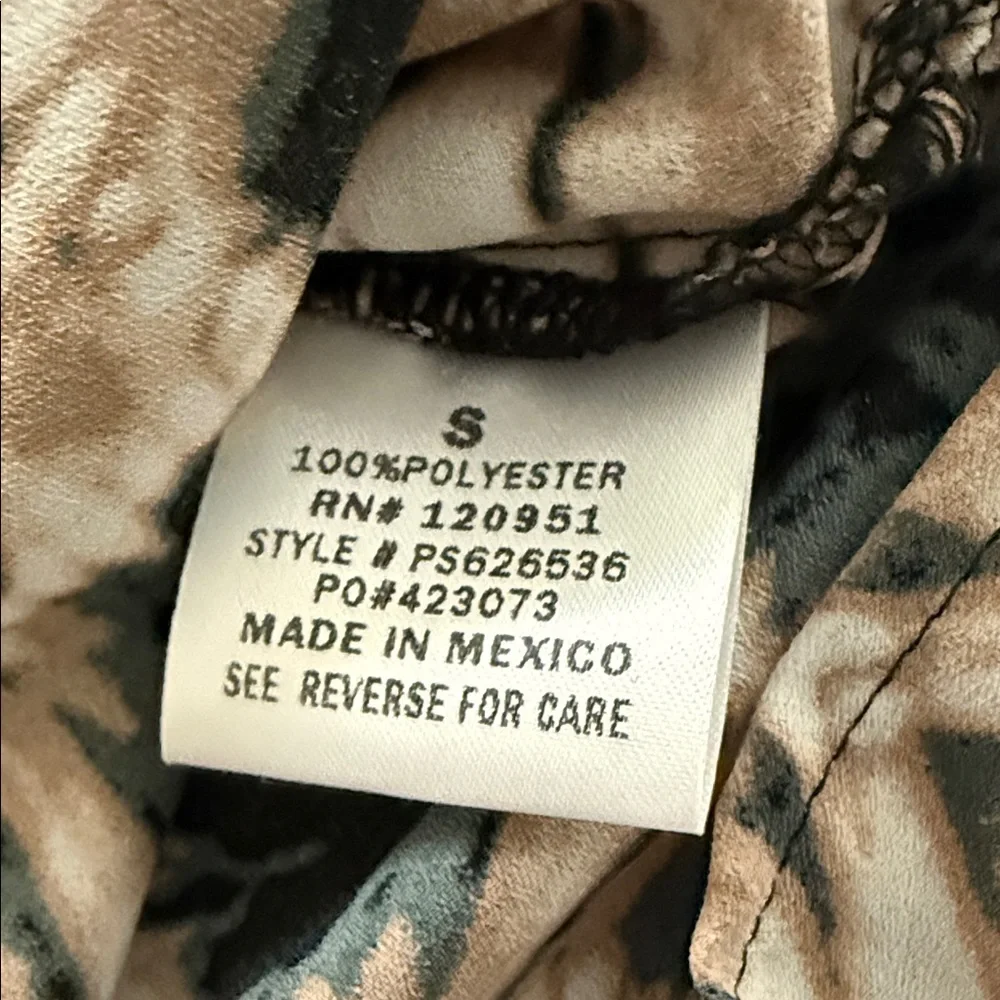 S
100%POLYESTER
RN# 120951
STYLE # PS626536
PO#423073
MADE IN MEXICO
SEE REVERSE FOR CARE